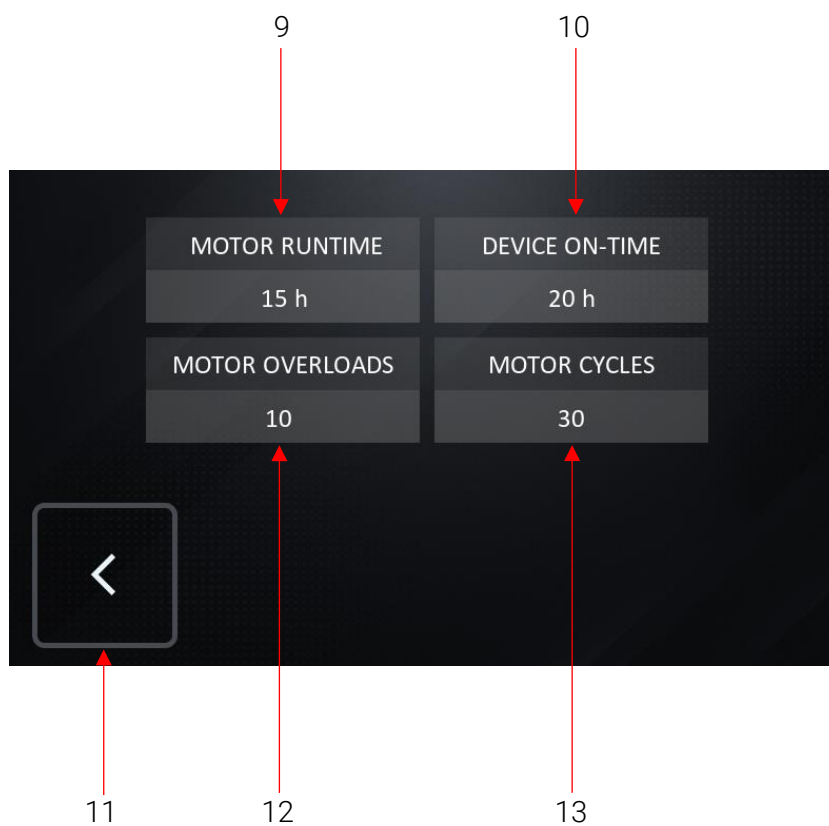 9 10
MOTOR RUNTIME DEVICE ON-TIME
15 h 20 h
MOTOR OVERLOADS MOTOR CYCLES
10 30
11 12 13